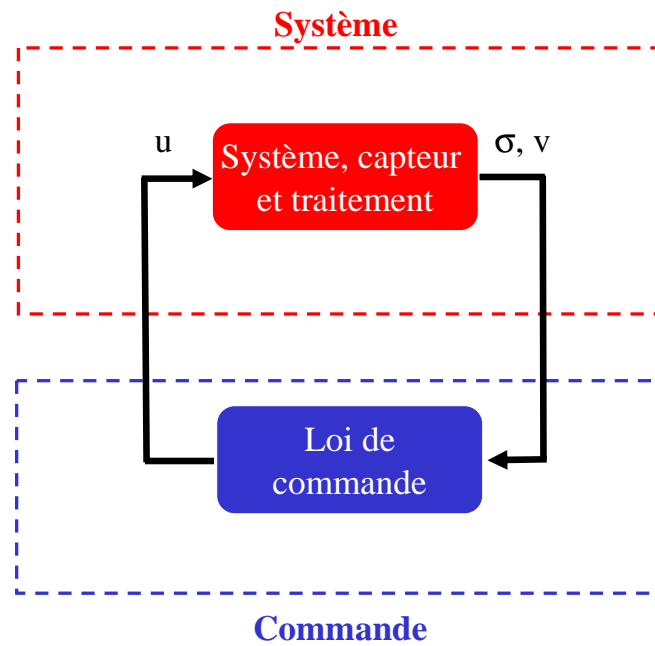 Système
u
Système, capteur
et traitement
σ, v
Loi de
commande
Commande